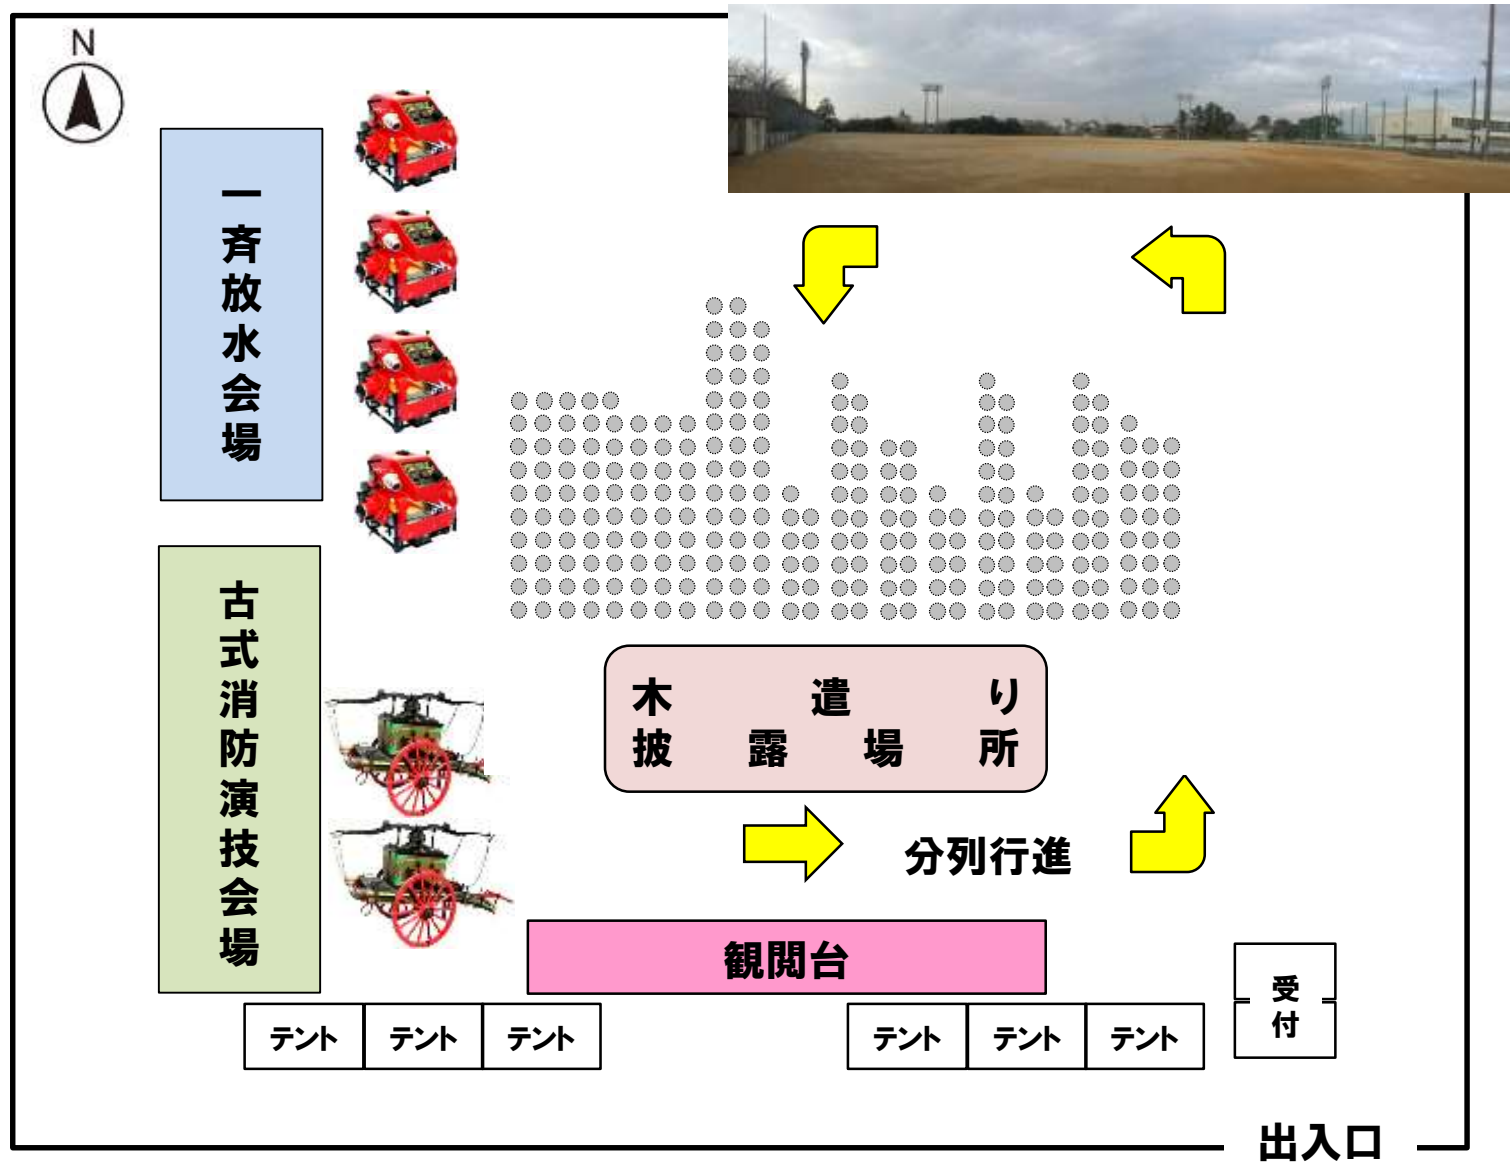 N
一斉放水会場
古式消防演技会場
木遣り
披露場所
分列行進
観閲台
テント テント テント
テント テント テント
受付
出入口